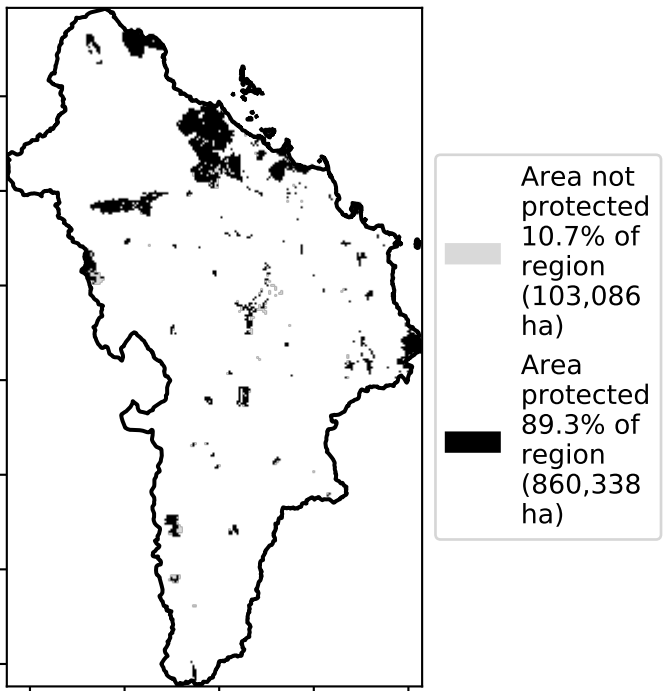 Area not
protected
10.7% of
region
(103,086
ha)
Area
protected
89.3% of
region
(860,338
ha)